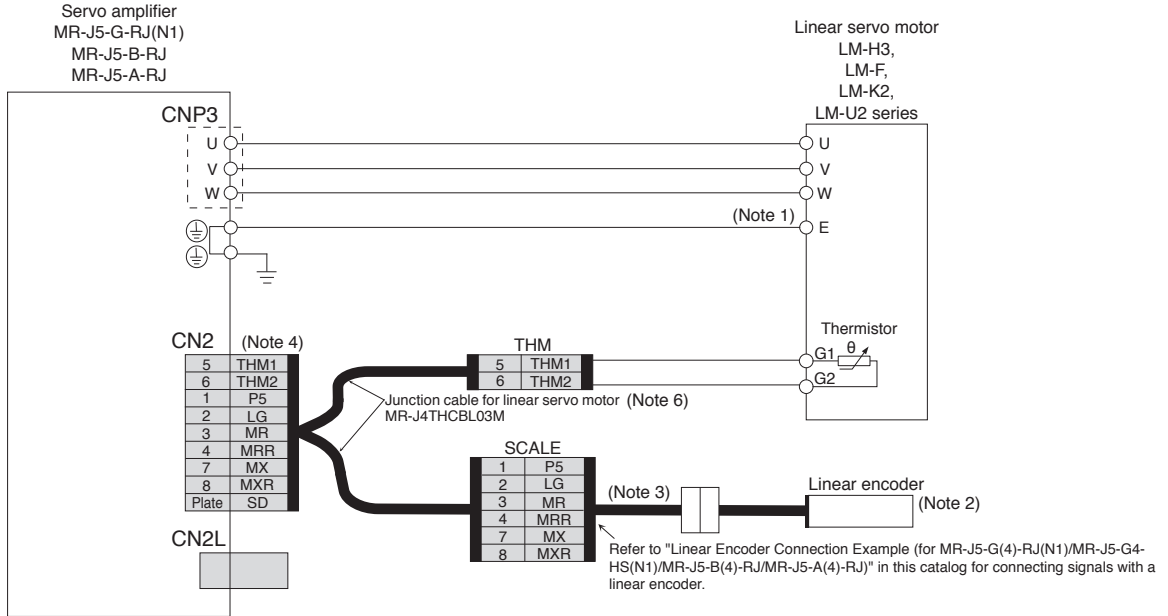 Servo amplifier
MR-J5-G-RJ(N1)
MR-J5-B-RJ
MR-J5-A-RJ
Linear servo motor
LM-H3,
LM-F,
LM-K2,
LM-U2 series
CNP3
U
V
W
U
V
W
(Note 1)
E
CN2 (Note 4)
5 THM1
6 THM2
1 P5
2 LG
3 MR
4 MRR
7 MX
8 MXR
Plate SD
THM
5 THM1
6 THM2
Thermistor
G1 θ
G2
Junction cable for linear servo motor (Note 6)
MR-J4THCBL03M
SCALE
1 P5
2 LG
3 MR
4 MRR
7 MX
8 MXR
(Note 3)
Linear encoder
(Note 2)
CN2L
Refer to "Linear Encoder Connection Example (for MR-J5-G(4)-RJ(N1)/MR-J5-G4-
HS(N1)/MR-J5-B(4)-RJ/MR-J5-A(4)-RJ)" in this catalog for connecting signals with a
linear encoder.